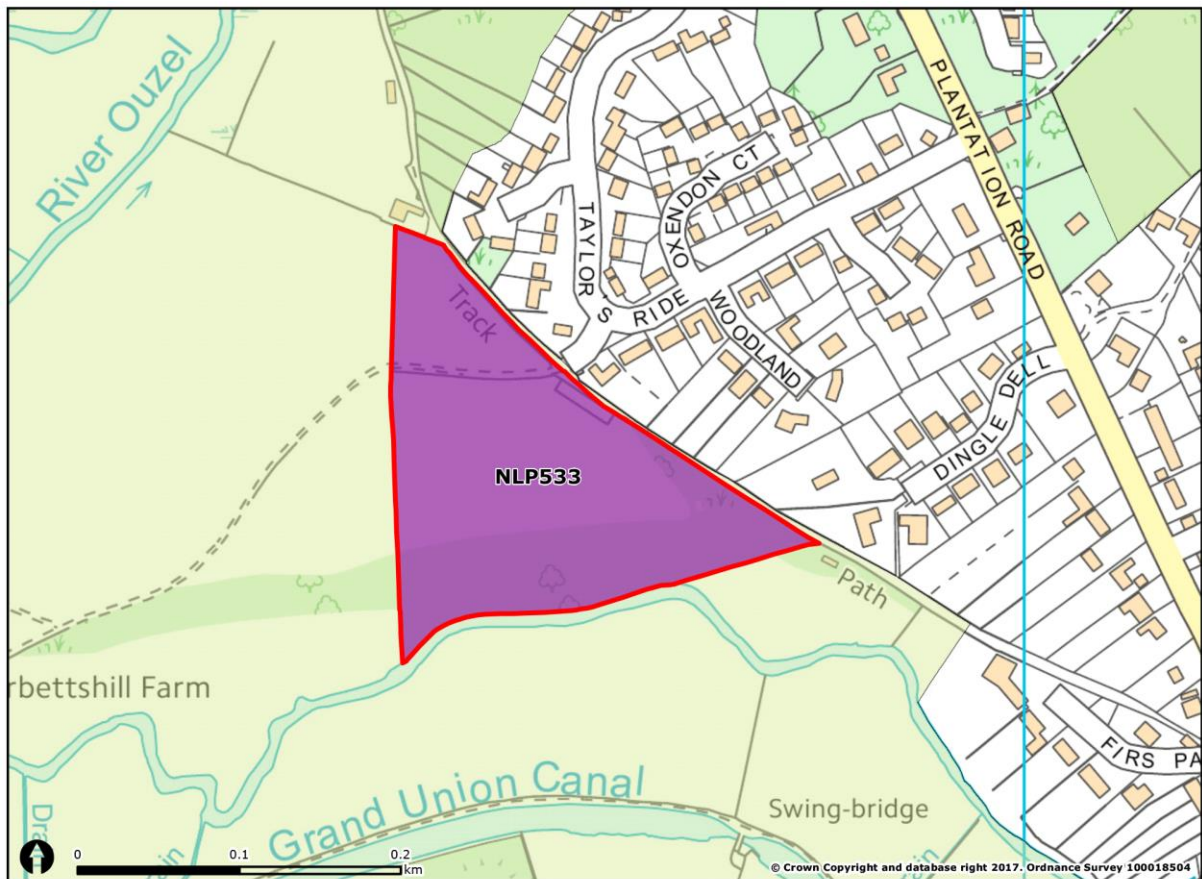 River Ouzel
PLANTATION ROAD
OXENDON CT
TAYLOR'S RIDE
WOODLAND
Track
DINGLE DELL
NLP533
Path
rbettshill Farm
FIRS PA
Grand Union Canal
Swing-bridge
Dra
in
0 0.1 0.2
km
© Crown Copyright and database right 2017. Ordnance Survey 100018504